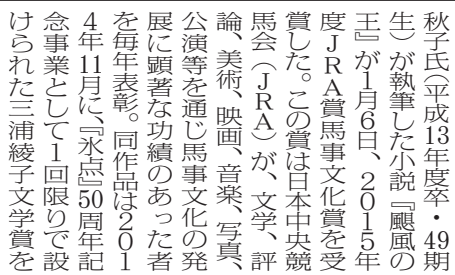 秋子氏(平成13年度卒・49期
生)が執筆した小説『颶風の
王』が1月6日、2015年
度JRA賞馬事文化賞を受
賞した。この賞は日本中央競
馬会(JRA)が、文学、評
論、美術、映画、音楽、写真、
公演等を通じ馬事文化の発
展に顕著な功績のあった者
を毎年表彰。同作品は201
4年11月に、『氷点』50周年記
念事業として1回限りで設
けられた三浦綾子文学賞を